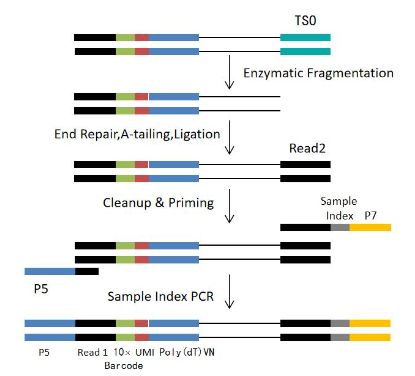 TSO
Enzymatic Fragmentation
End Repair,A-tailing,Ligation
Read2
Cleanup & Priming
Sample
Index P7
P5
Sample Index PCR
P5 Read 1 10× UMI Poly(dT)VN
Barcode